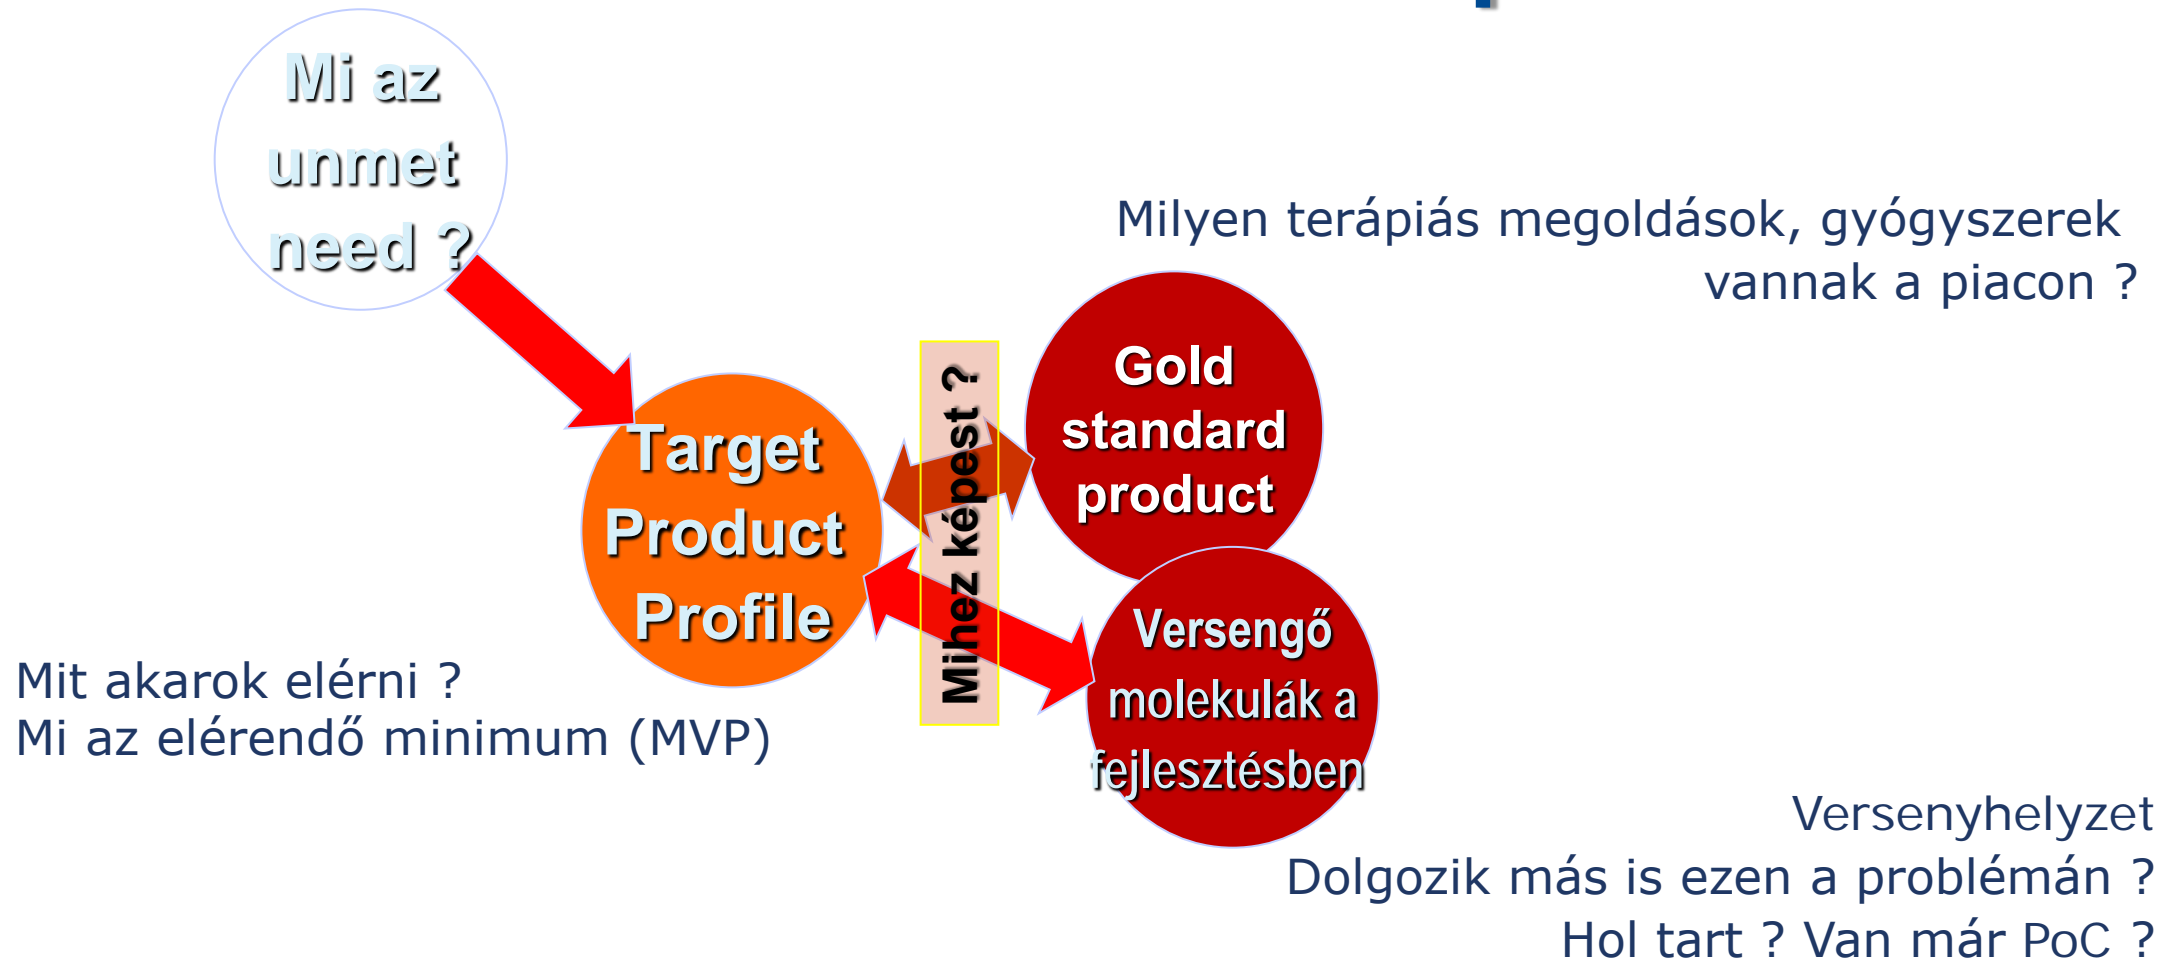 Mi az
unmet
need ?
Milyen terápiás megoldások, gyógyszerek
vannak a piacon ?
Gold
standard
product
Mihez képest ?
Target
Product
Profile
Versengő
molekulák a
fejlesztésben
Mit akarok elérni ?
Mi az elérendő minimum (MVP)
Versenyhelyzet
Dolgozik más is ezen a problémán ?
Hol tart ? Van már PoC ?